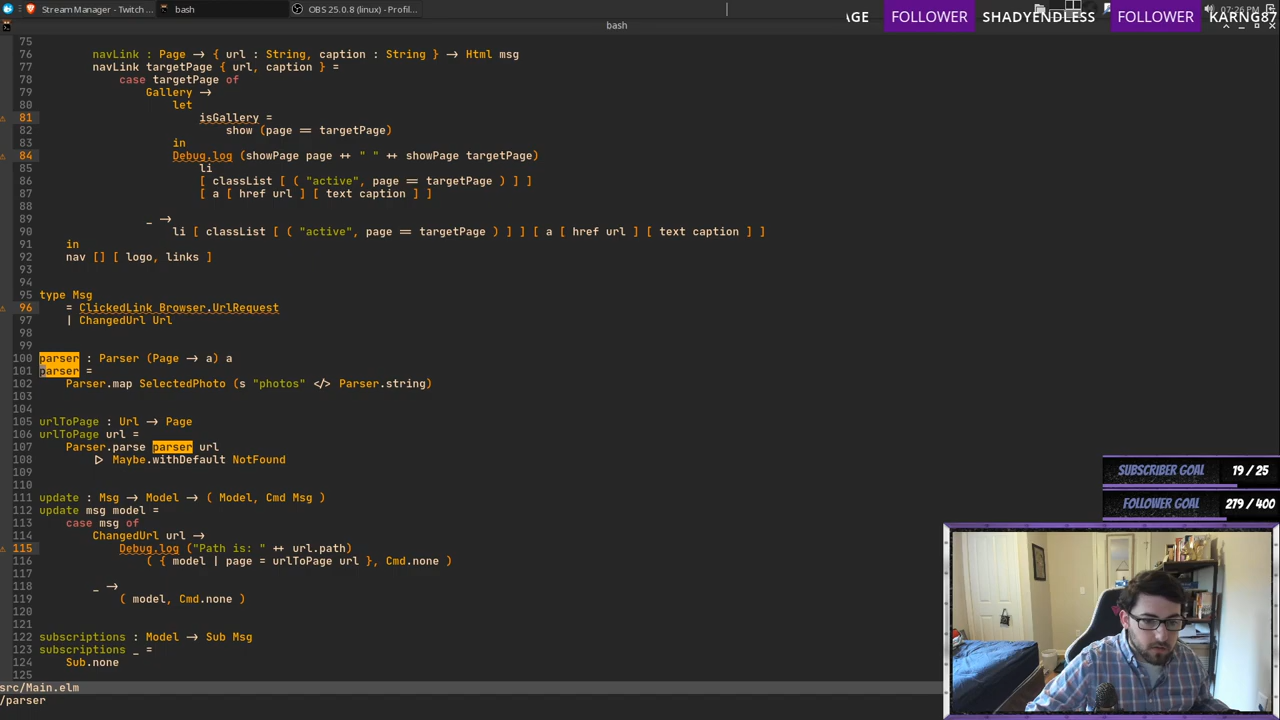 Stream Manager - Twitch ...
bash
OBS 25.0.8 (linux) - Profil...
07:26 PM
bash
AGE FOLLOWER SHADYENDLESS FOLLOWER KARNG87
75
76 navLink : Page → { url : String, caption : String } → Html msg
77 navLink targetPage { url, caption } =
78 case targetPage of
79 Gallery →
80 let
81 isGallery =
82 show (page == targetPage)
83 in
84 Debug.log (showPage page ++ " " ++ showPage targetPage)
85 li
86 [ classList [ ( "active", page == targetPage ) ] ]
87 [ a [ href url ] [ text caption ] ]
88
89 _ →
90 li [ classList [ ( "active", page == targetPage ) ] ] [ a [ href url ] [ text caption ] ]
91 in
92 nav [] [ logo, links ]
93
94
95 type Msg
96 = ClickedLink Browser.UrlRequest
97 | ChangedUrl Url
98
99
100 parser : Parser (Page → a) a
101 parser =
102 Parser.map SelectedPhoto (s "photos" </> Parser.string)
103
104
105 urlToPage : Url → Page
106 urlToPage url =
107 Parser.parse parser url
108 |> Maybe.withDefault NotFound
109
110
111 update : Msg → Model → ( Model, Cmd Msg )
112 update msg model =
113 case msg of
114 ChangedUrl url →
115 Debug.log ("Path is: " ++ url.path)
116 ( { model | page = urlToPage url }, Cmd.none )
117
118 _ →
119 ( model, Cmd.none )
120
121
122 subscriptions : Model → Sub Msg
123 subscriptions _ =
124 Sub.none
125
src/Main.elm
/parser
SUBSCRIBER GOAL 19 / 25
FOLLOWER GOAL 279 / 400